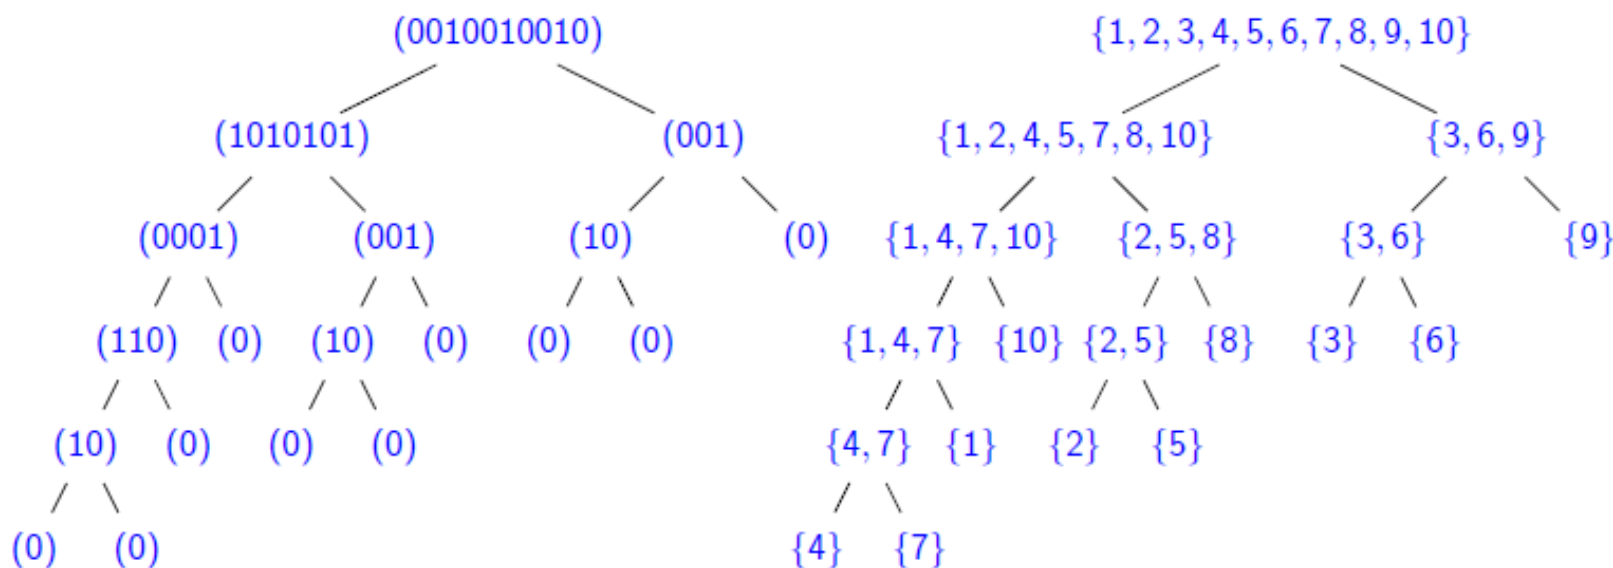 (0010010010) {1, 2, 3, 4, 5, 6, 7, 8, 9, 10}
(1010101) (001) {1, 2, 4, 5, 7, 8, 10} {3, 6, 9}
(0001) (001) (10) (0) {1, 4, 7, 10} {2, 5, 8} {3, 6} {9}
(110) (0) (10) (0) (0) (0) {1, 4, 7} {10} {2, 5} {8} {3} {6}
(10) (0) (0) (0) {4, 7} {1} {2} {5}
(0) (0) {4} {7}